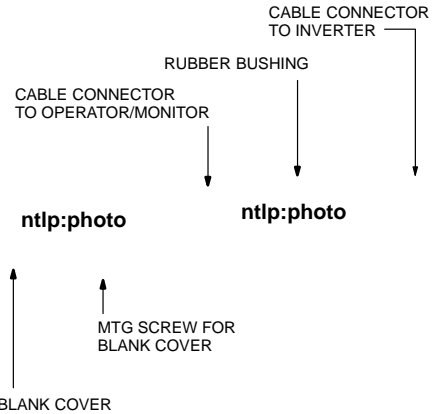 CABLE CONNECTOR
TO INVERTER
RUBBER BUSHING
CABLE CONNECTOR
TO OPERATOR/MONITOR
ntlp:photo
ntlp:photo
MTG SCREW FOR
BLANK COVER
BLANK COVER